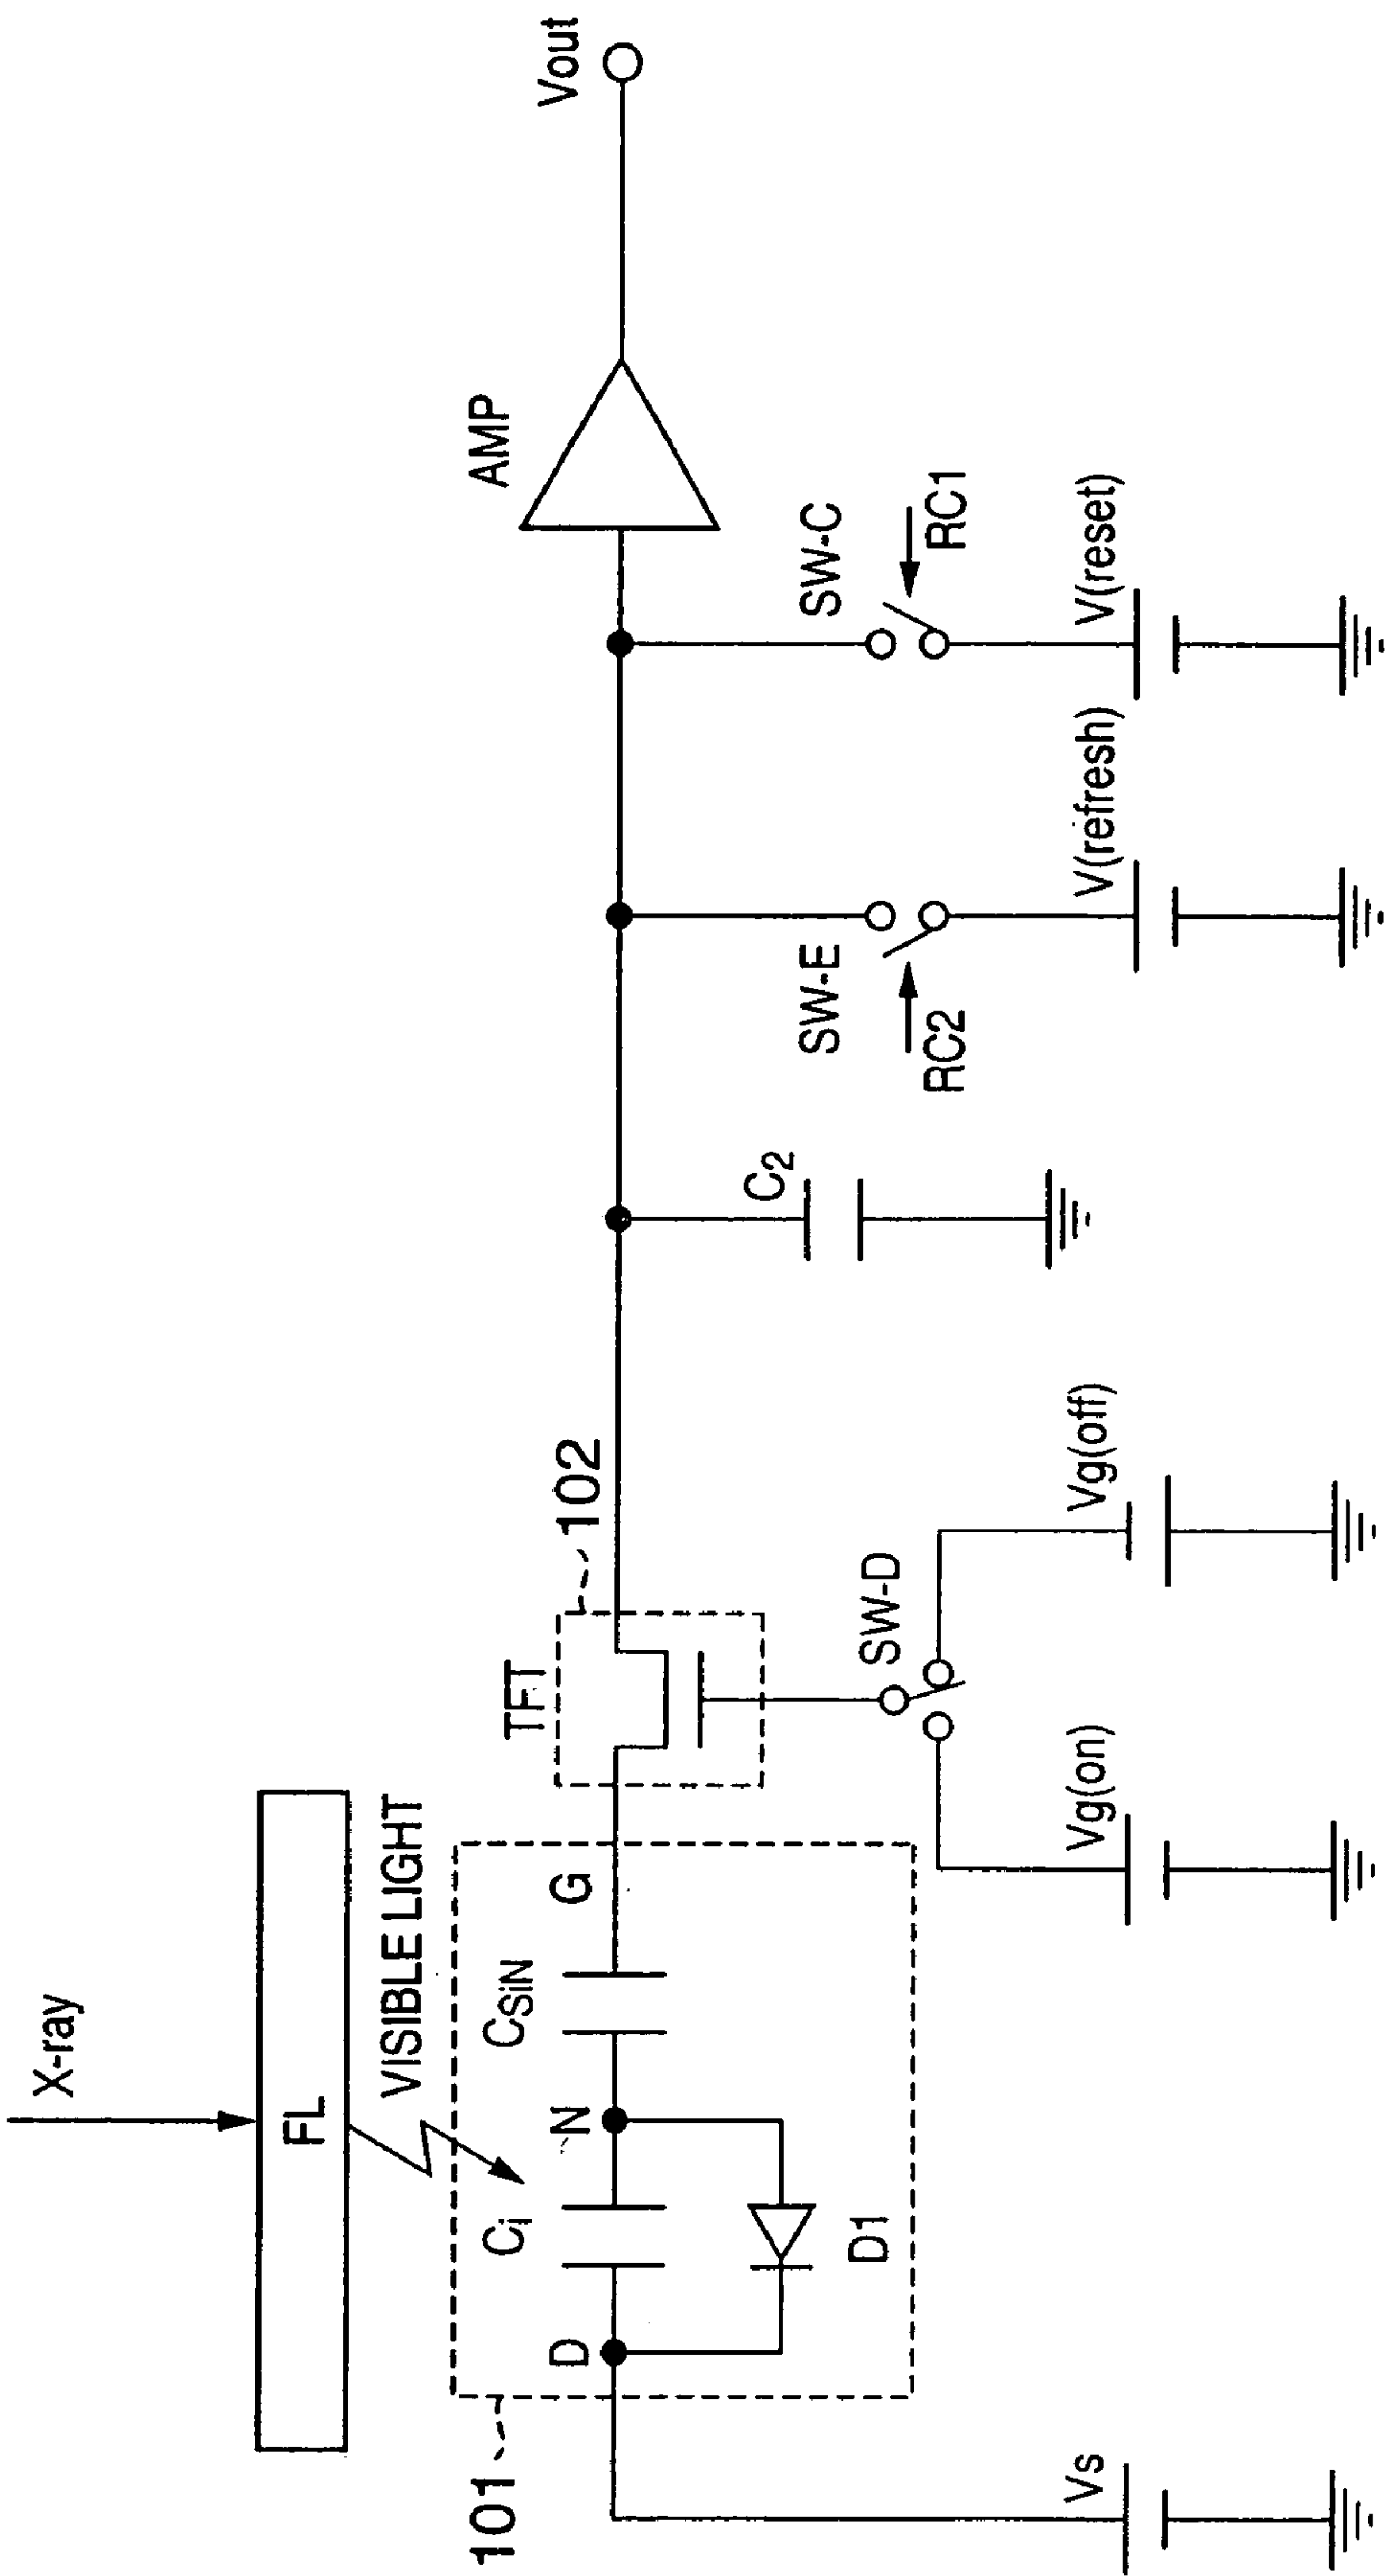 X-ray
FL
VISIBLE LIGHT
101
D
Ci
N
CSiN
G
D1
TFT
102
C2
AMP
Vout
SW-D
SW-E
RC2
SW-C
RC1
Vs
Vg(on)
Vg(off)
V(refresh)
V(reset)